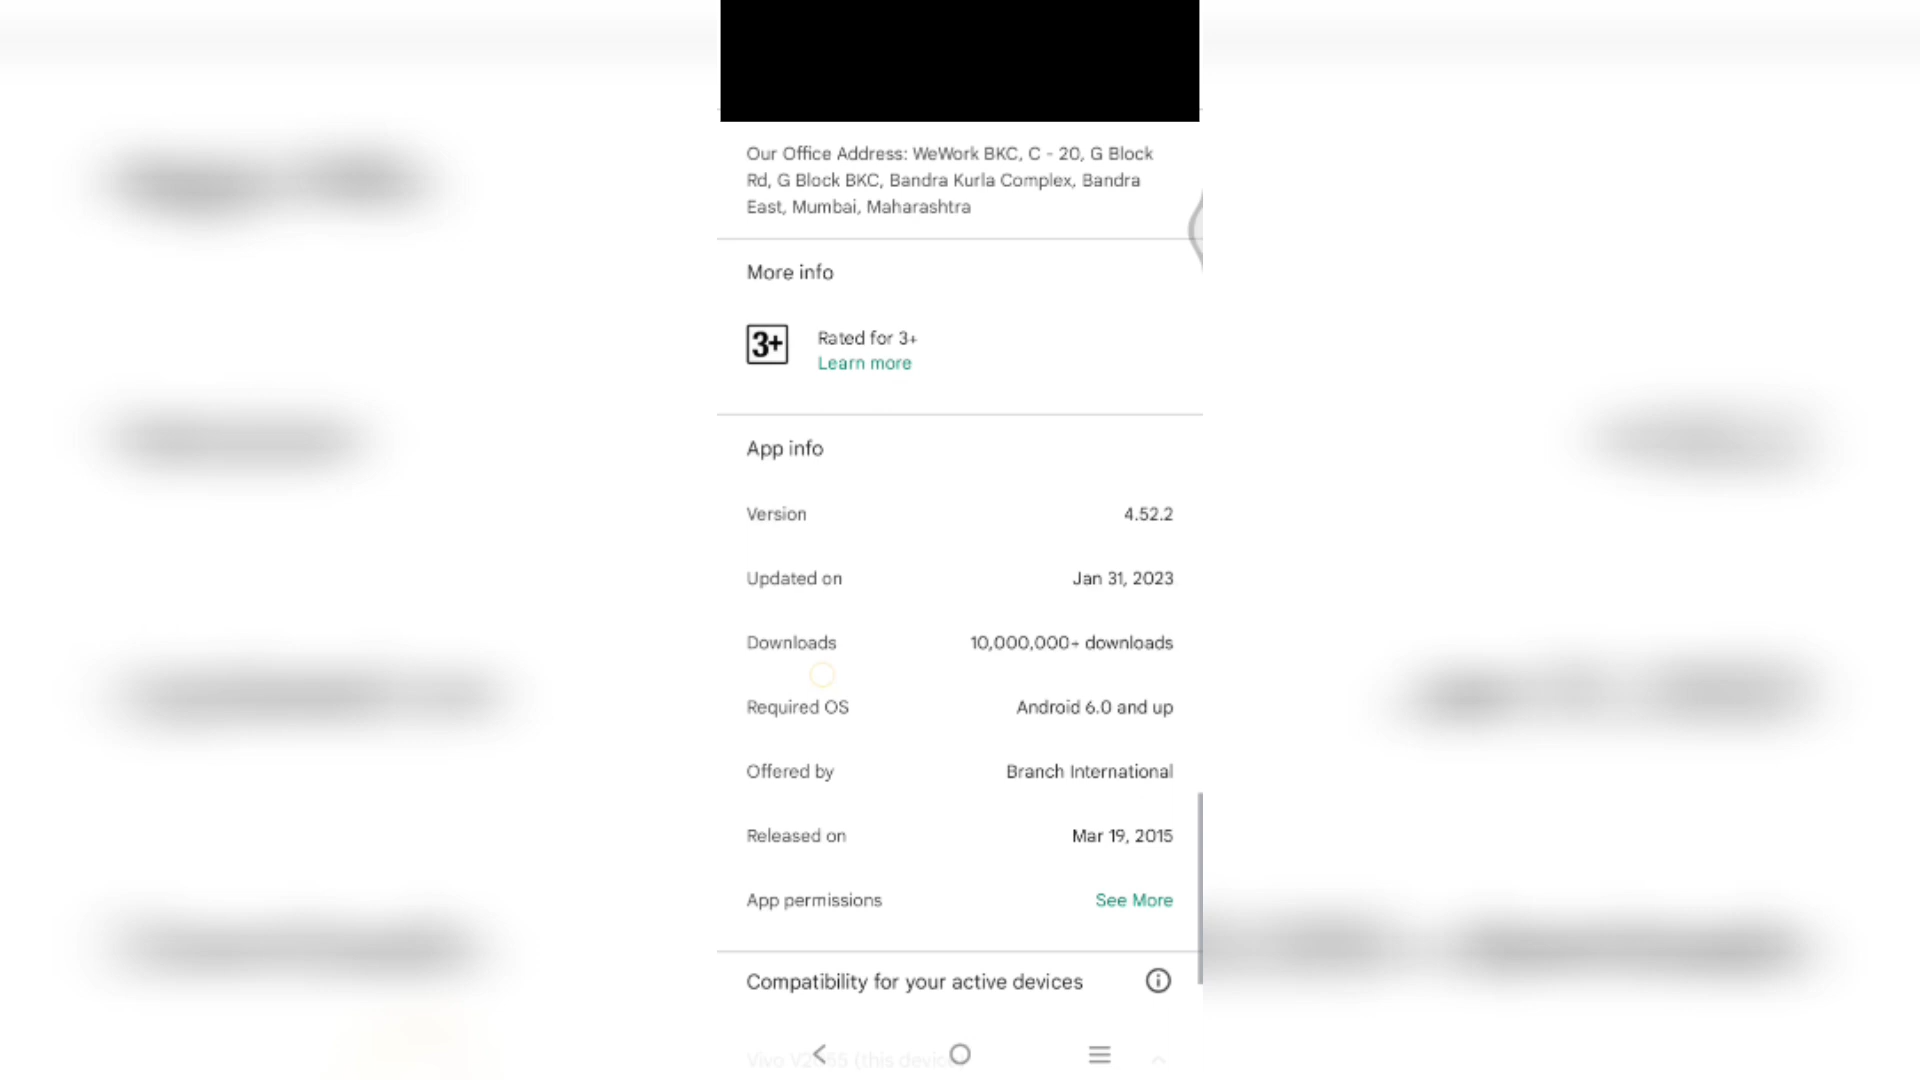 Our Office Address: WeWork BKC, C - 20, G Block
Rd, G Block BKC, Bandra Kurla Complex, Bandra
East, Mumbai, Maharashtra
More info
3+
Rated for 3+
Learn more
App info
Version 4.52.2
Updated on Jan 31, 2023
Downloads 10,000,000+ downloads
Required OS Android 6.0 and up
Offered by Branch International
Released on Mar 19, 2015
App permissions See More
Compatibility for your active devices
Vivo (this